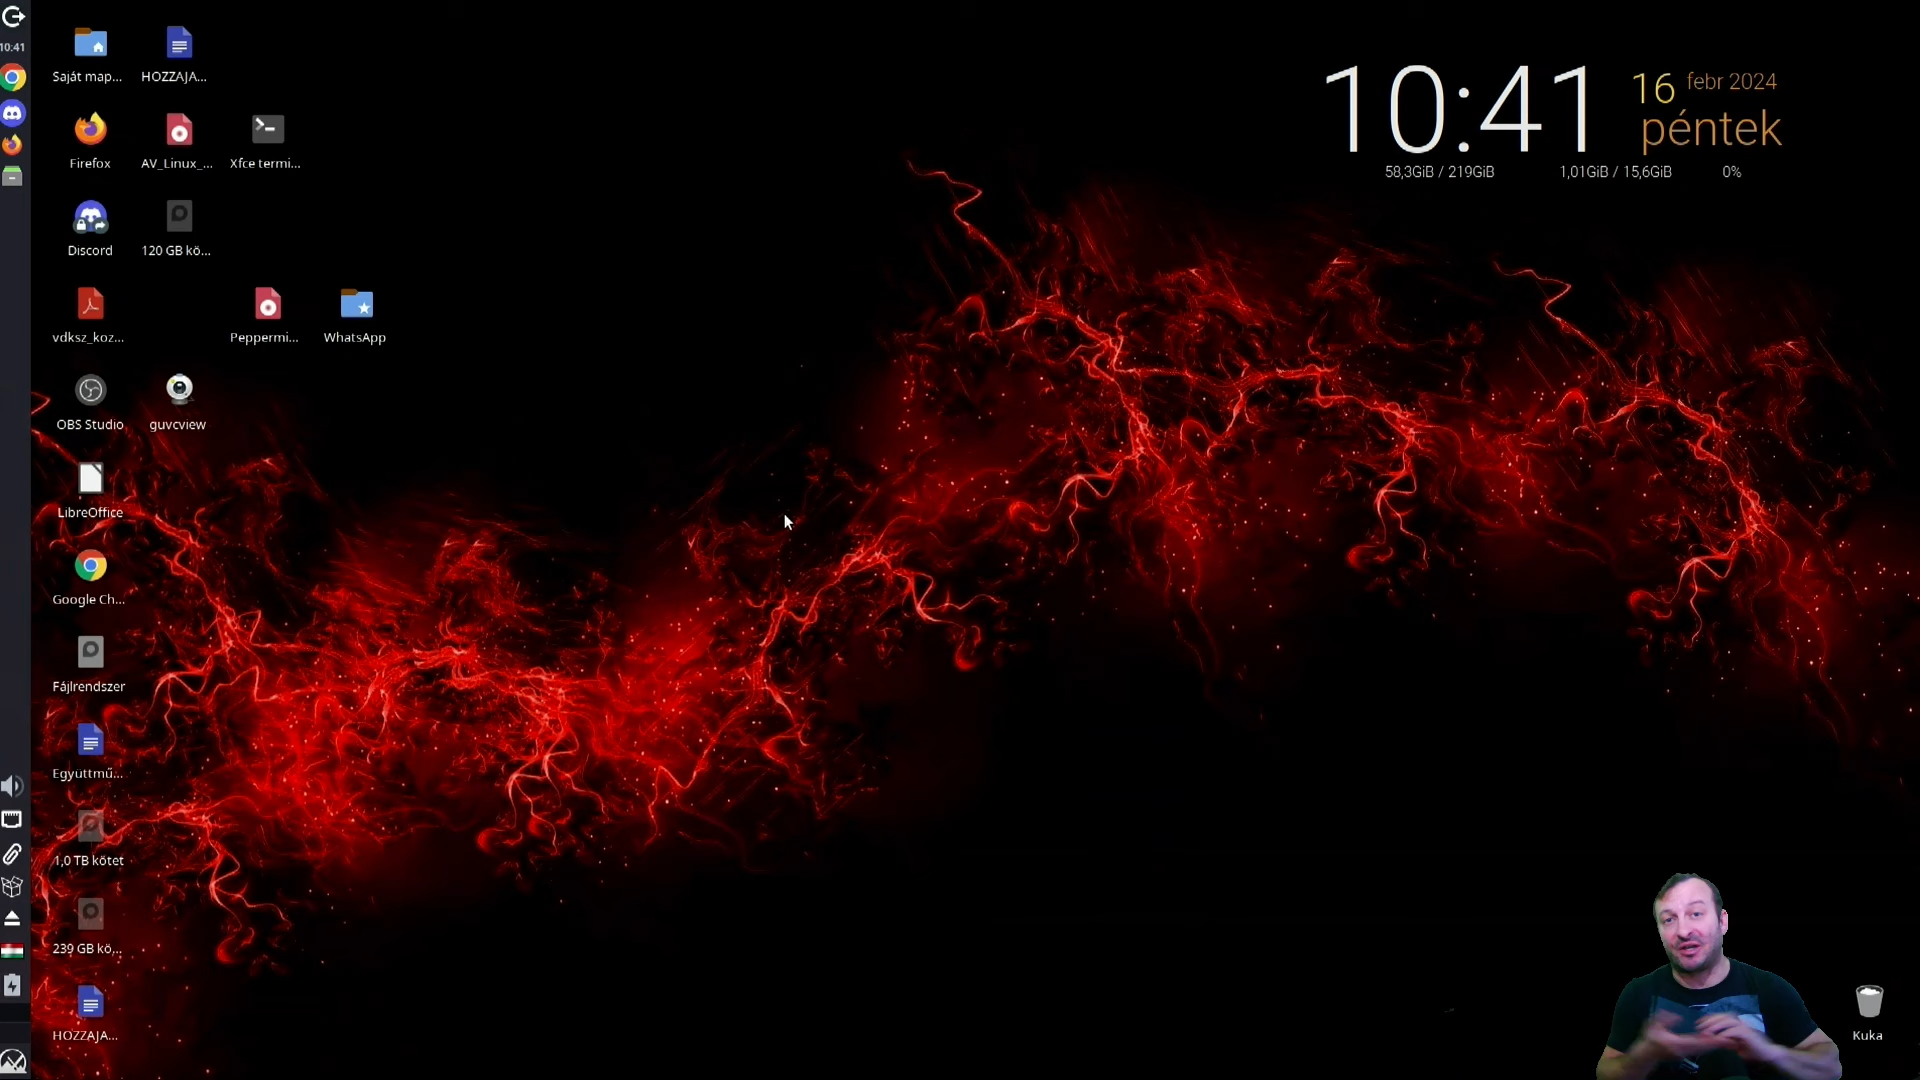 10:41
Saját map...
HOZZAJA...
Firefox
AV_Linux_...
Xfce termi...
Discord
120 GB kö...
vdksz_koz...
Peppermi...
WhatsApp
OBS Studio
guvcview
LibreOffice
Google Ch...
Fájlrendszer
Együttmű...
1,0 TB kötet
239 GB kö...
HOZZAJA...
10:41
16 febr 2024
péntek
58,3GiB / 219GiB 1,01GiB / 15,6GiB 0%
Kuka